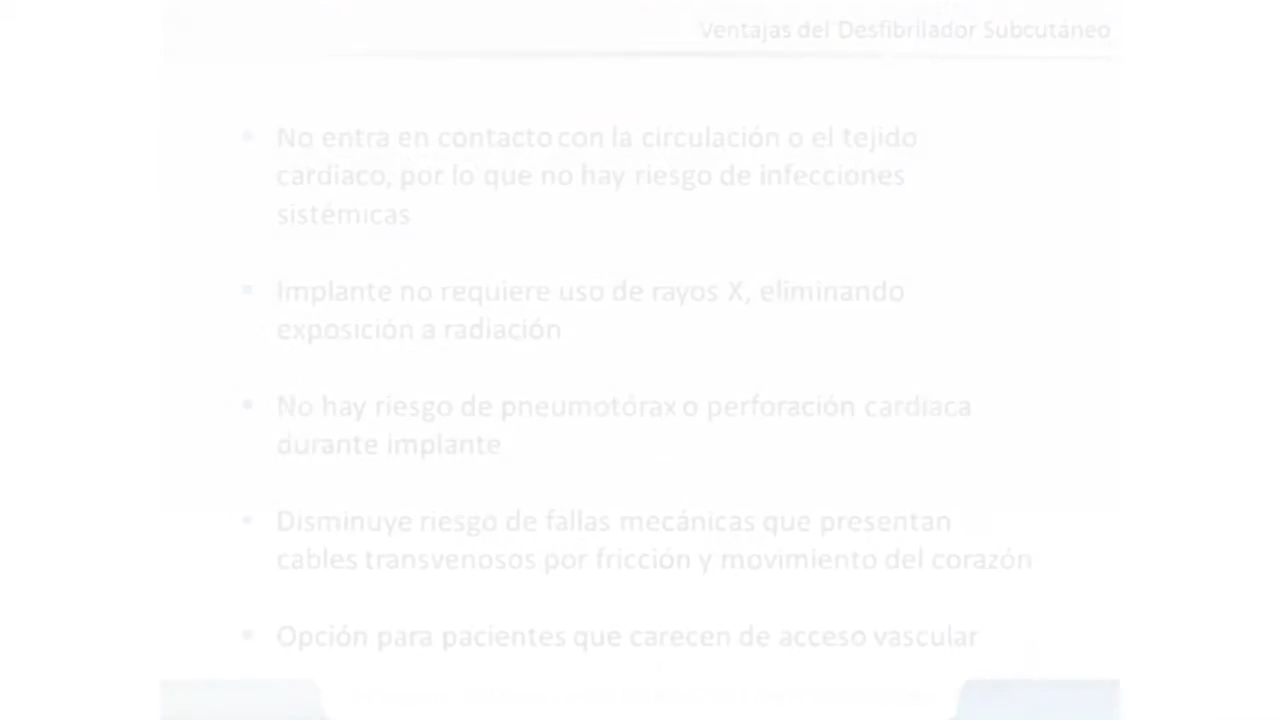 Ventajas del Desfibrilador Subcutáneo
• No entra en contacto con la circulación o el tejido
cardíaco, por lo que no hay riesgo de infecciones
sistémicas
• Implante no requiere uso de rayos X, eliminando
exposición a radiación
• No hay riesgo de pneumotórax o perforación cardíaca
durante implante
• Disminuye riesgo de fallas mecánicas que presentan
cables transvenosos por fricción y movimiento del corazón
• Opción para pacientes que carecen de acceso vascular